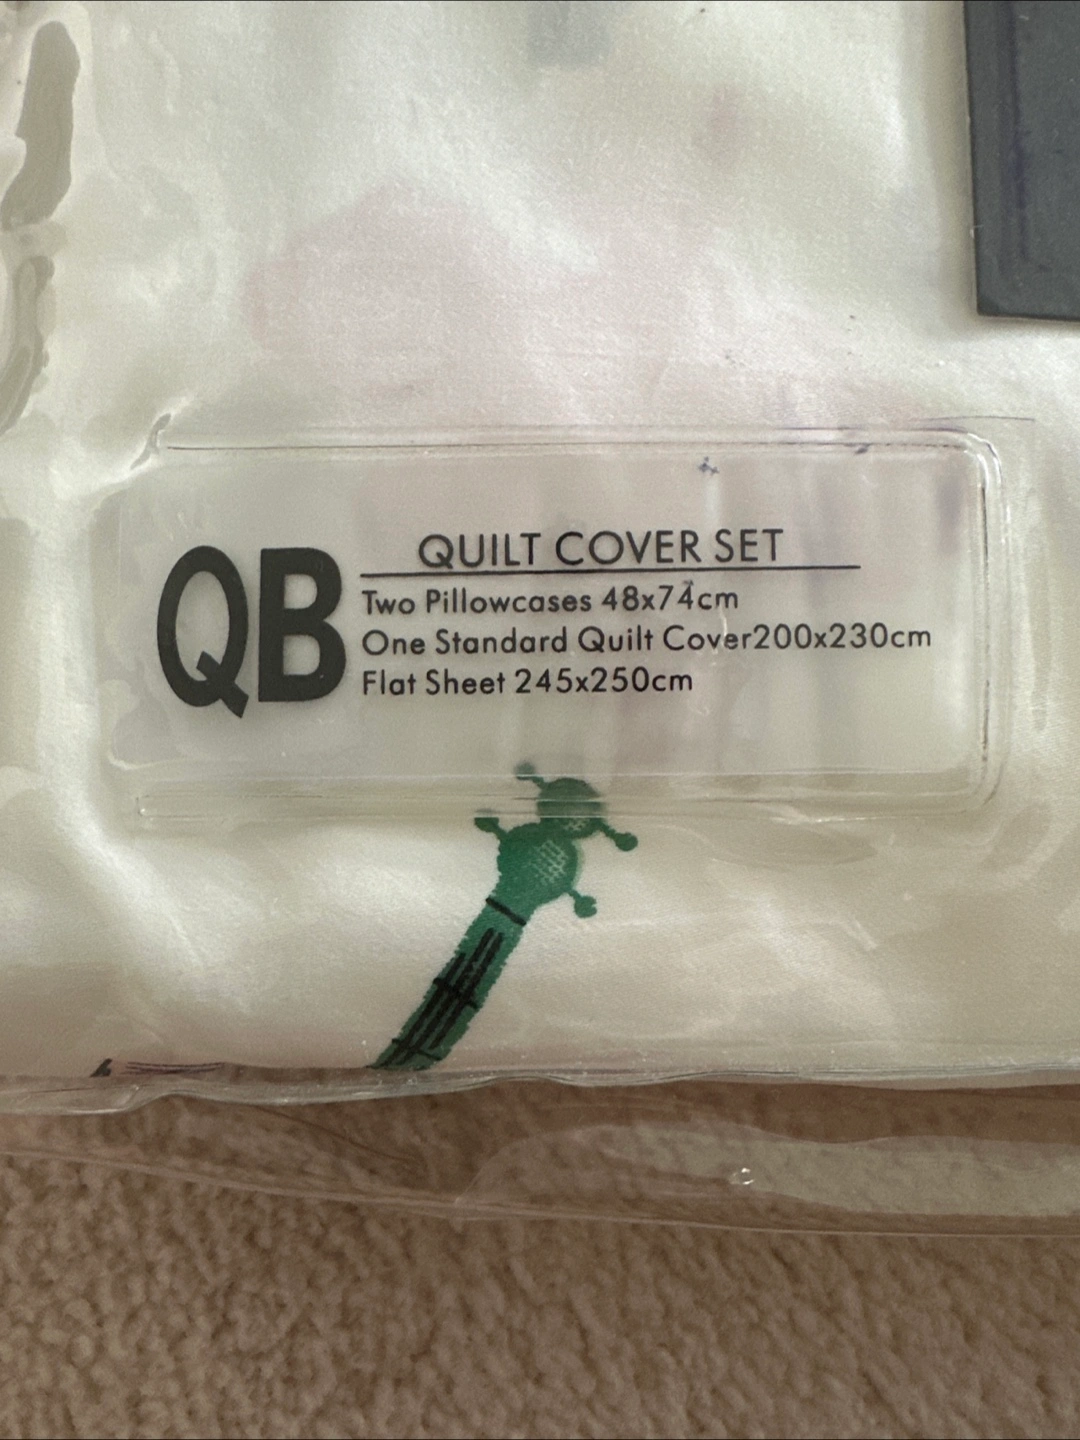 QB
QUILT COVER SET
Two Pillowcases 48x74cm
One Standard Quilt Cover200x230cm
Flat Sheet 245x250cm